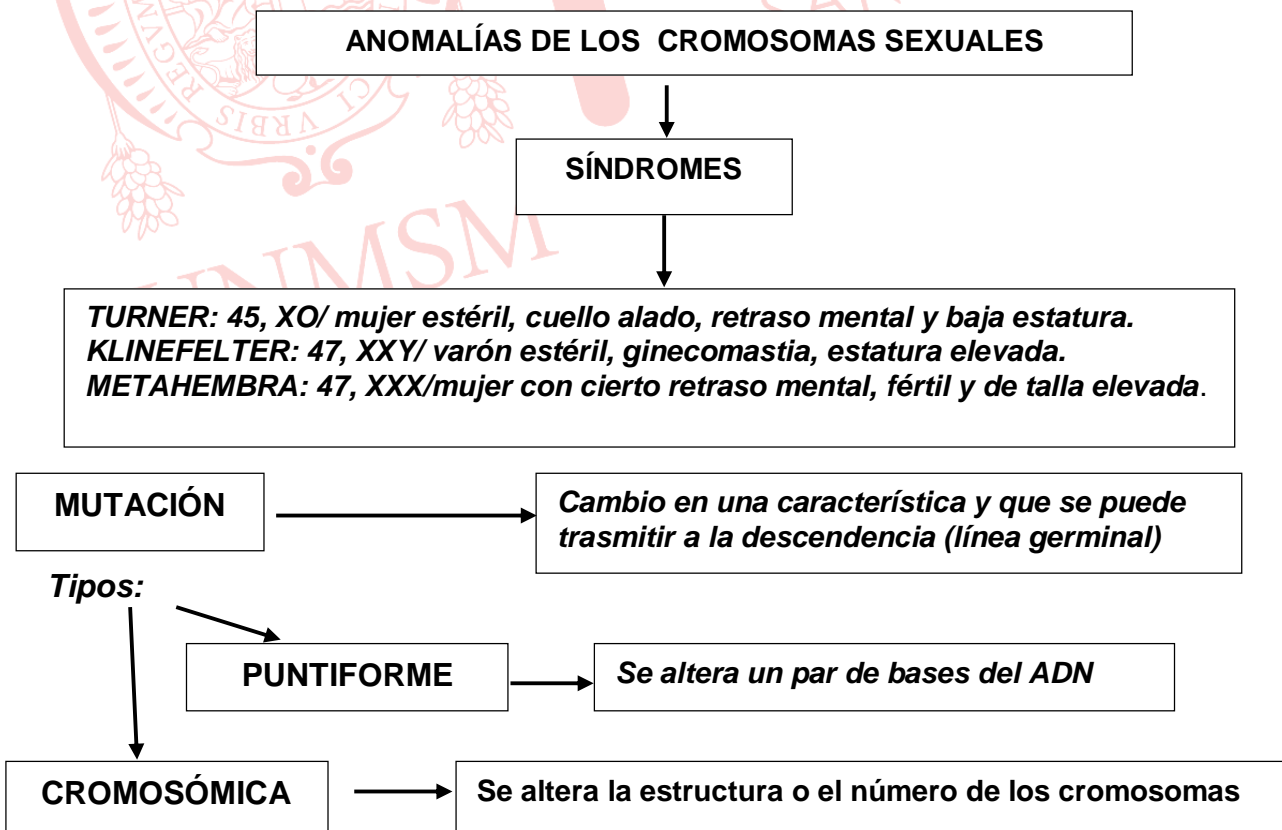 ANOMALÍAS DE LOS CROMOSOMAS SEXUALES
SÍNDROMES
TURNER: 45, XO/ mujer estéril, cuello alado, retraso mental y baja estatura.
KLINEFELTER: 47, XXY/ varón estéril, ginecomastia, estatura elevada.
METAHEMBRA: 47, XXX/mujer con cierto retraso mental, fértil y de talla elevada.
UNMSM
MUTACIÓN
Cambio en una característica y que se puede
trasmitir a la descendencia (línea germinal)
Tipos:
PUNTIFORME
Se altera un par de bases del ADN
CROMOSÓMICA
Se altera la estructura o el número de los cromosomas